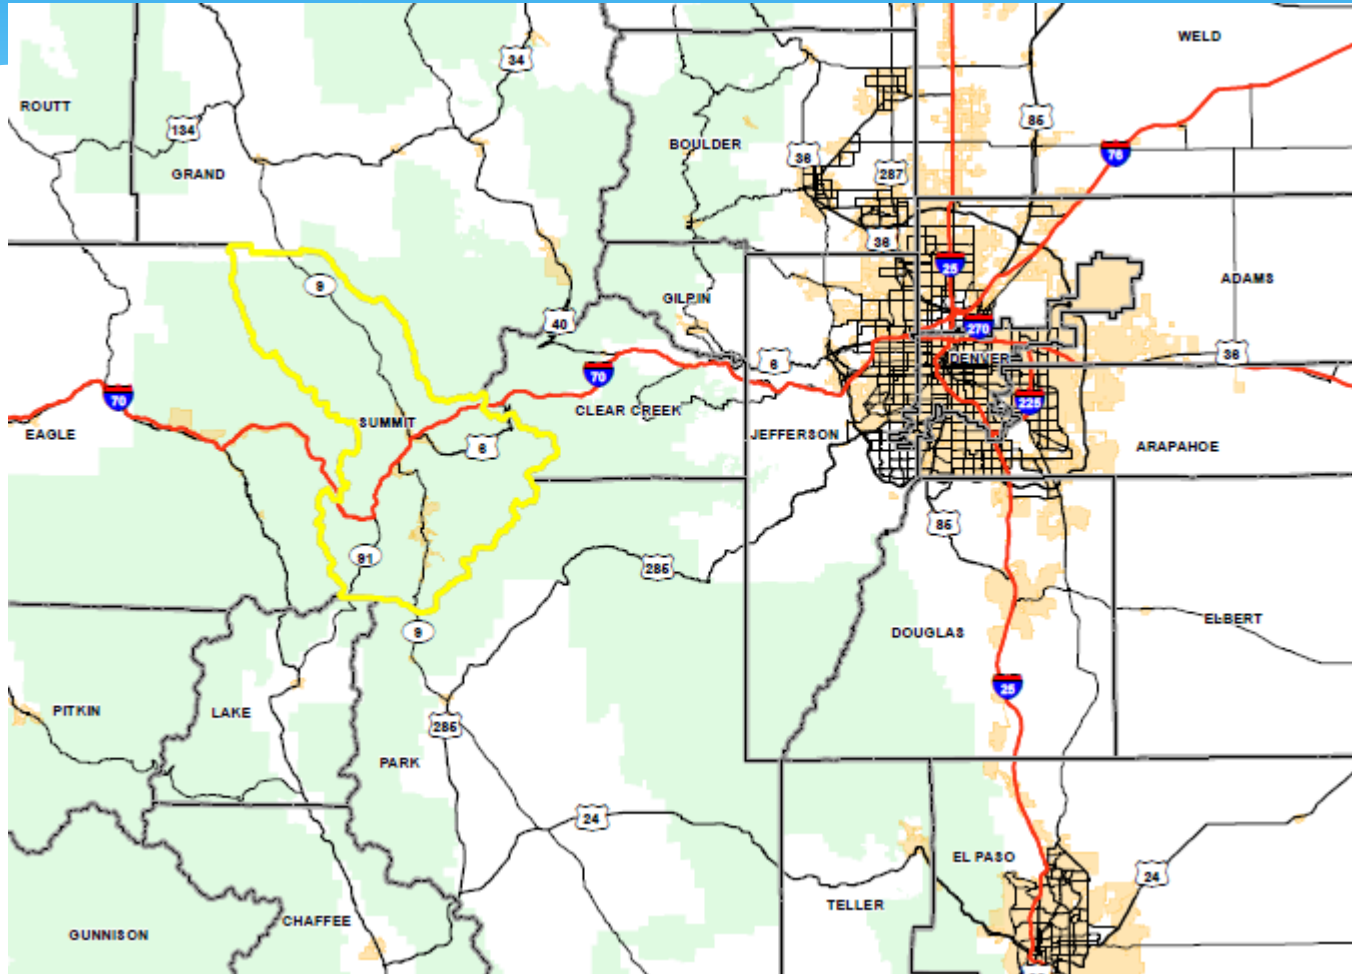 WELD
34
ROUTT
85
134
BOULDER
36
76
GRAND
287
36
25
ADAMS
9
GILPIN
40
270
6
DENVER
36
70
70
225
SUMMIT
CLEAR CREEK
EAGLE
JEFFERSON
6
ARAPAHOE
85
91
285
ELBERT
9
DOUGLAS
25
PITKIN
LAKE
285
PARK
24
EL PASO
24
TELLER
CHAFFEE
GUNNISON